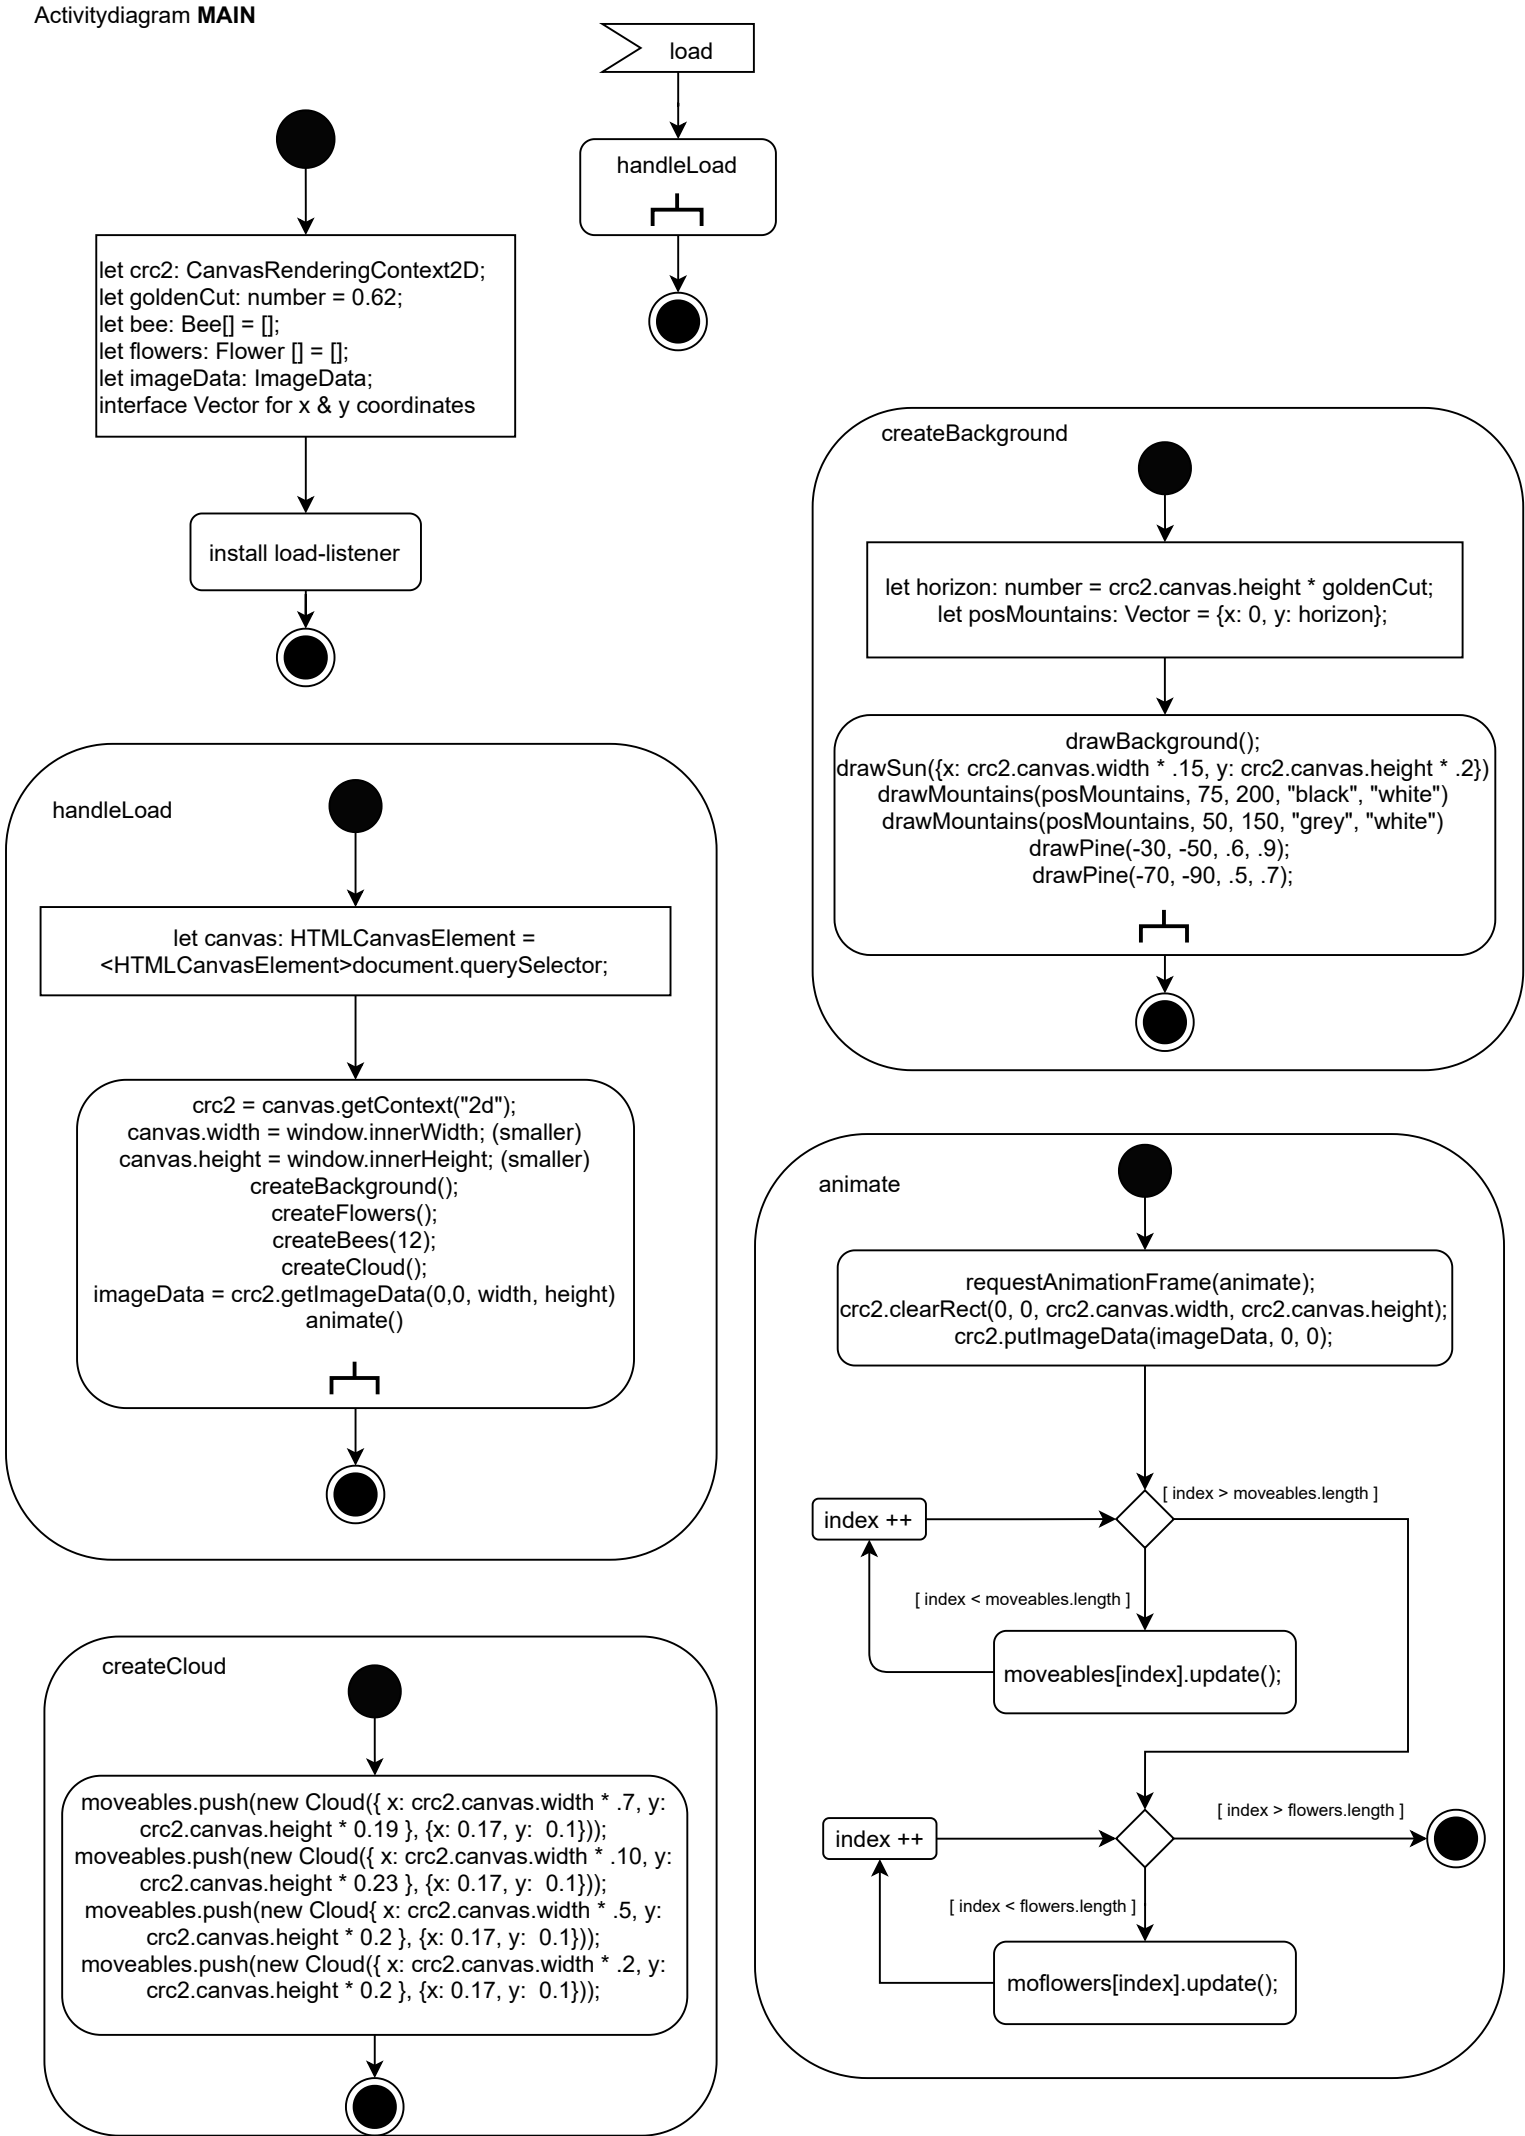 Activitydiagram MAIN
load
handleLoad
let crc2: CanvasRenderingContext2D;
let goldenCut: number = 0.62;
let bee: Bee[] = [];
let flowers: Flower [] = [];
let imageData: ImageData;
interface Vector for x & y coordinates
install load-listener
createBackground
let horizon: number = crc2.canvas.height * goldenCut;
let posMountains: Vector = {x: 0, y: horizon};
drawBackground();
drawSun({x: crc2.canvas.width * .15, y: crc2.canvas.height * .2})
drawMountains(posMountains, 75, 200, "black", "white")
drawMountains(posMountains, 50, 150, "grey", "white")
drawPine(-30, -50, .6, .9);
drawPine(-70, -90, .5, .7);
handleLoad
let canvas: HTMLCanvasElement =
<HTMLCanvasElement>document.querySelector;
crc2 = canvas.getContext("2d");
canvas.width = window.innerWidth; (smaller)
canvas.height = window.innerHeight; (smaller)
createBackground();
createFlowers();
createBees(12);
createCloud();
imageData = crc2.getImageData(0,0, width, height)
animate()
animate
requestAnimationFrame(animate);
crc2.clearRect(0, 0, crc2.canvas.width, crc2.canvas.height);
crc2.putImageData(imageData, 0, 0);
[ index > moveables.length ]
index ++
[ index < moveables.length ]
moveables[index].update();
[ index > flowers.length ]
index ++
[ index < flowers.length ]
moflowers[index].update();
createCloud
moveables.push(new Cloud({ x: crc2.canvas.width * .7, y:
crc2.canvas.height * 0.19 }, {x: 0.17, y:  0.1}));
moveables.push(new Cloud({ x: crc2.canvas.width * .10, y:
crc2.canvas.height * 0.23 }, {x: 0.17, y:  0.1}));
moveables.push(new Cloud{ x: crc2.canvas.width * .5, y:
crc2.canvas.height * 0.2 }, {x: 0.17, y:  0.1}));
moveables.push(new Cloud({ x: crc2.canvas.width * .2, y:
crc2.canvas.height * 0.2 }, {x: 0.17, y:  0.1}));